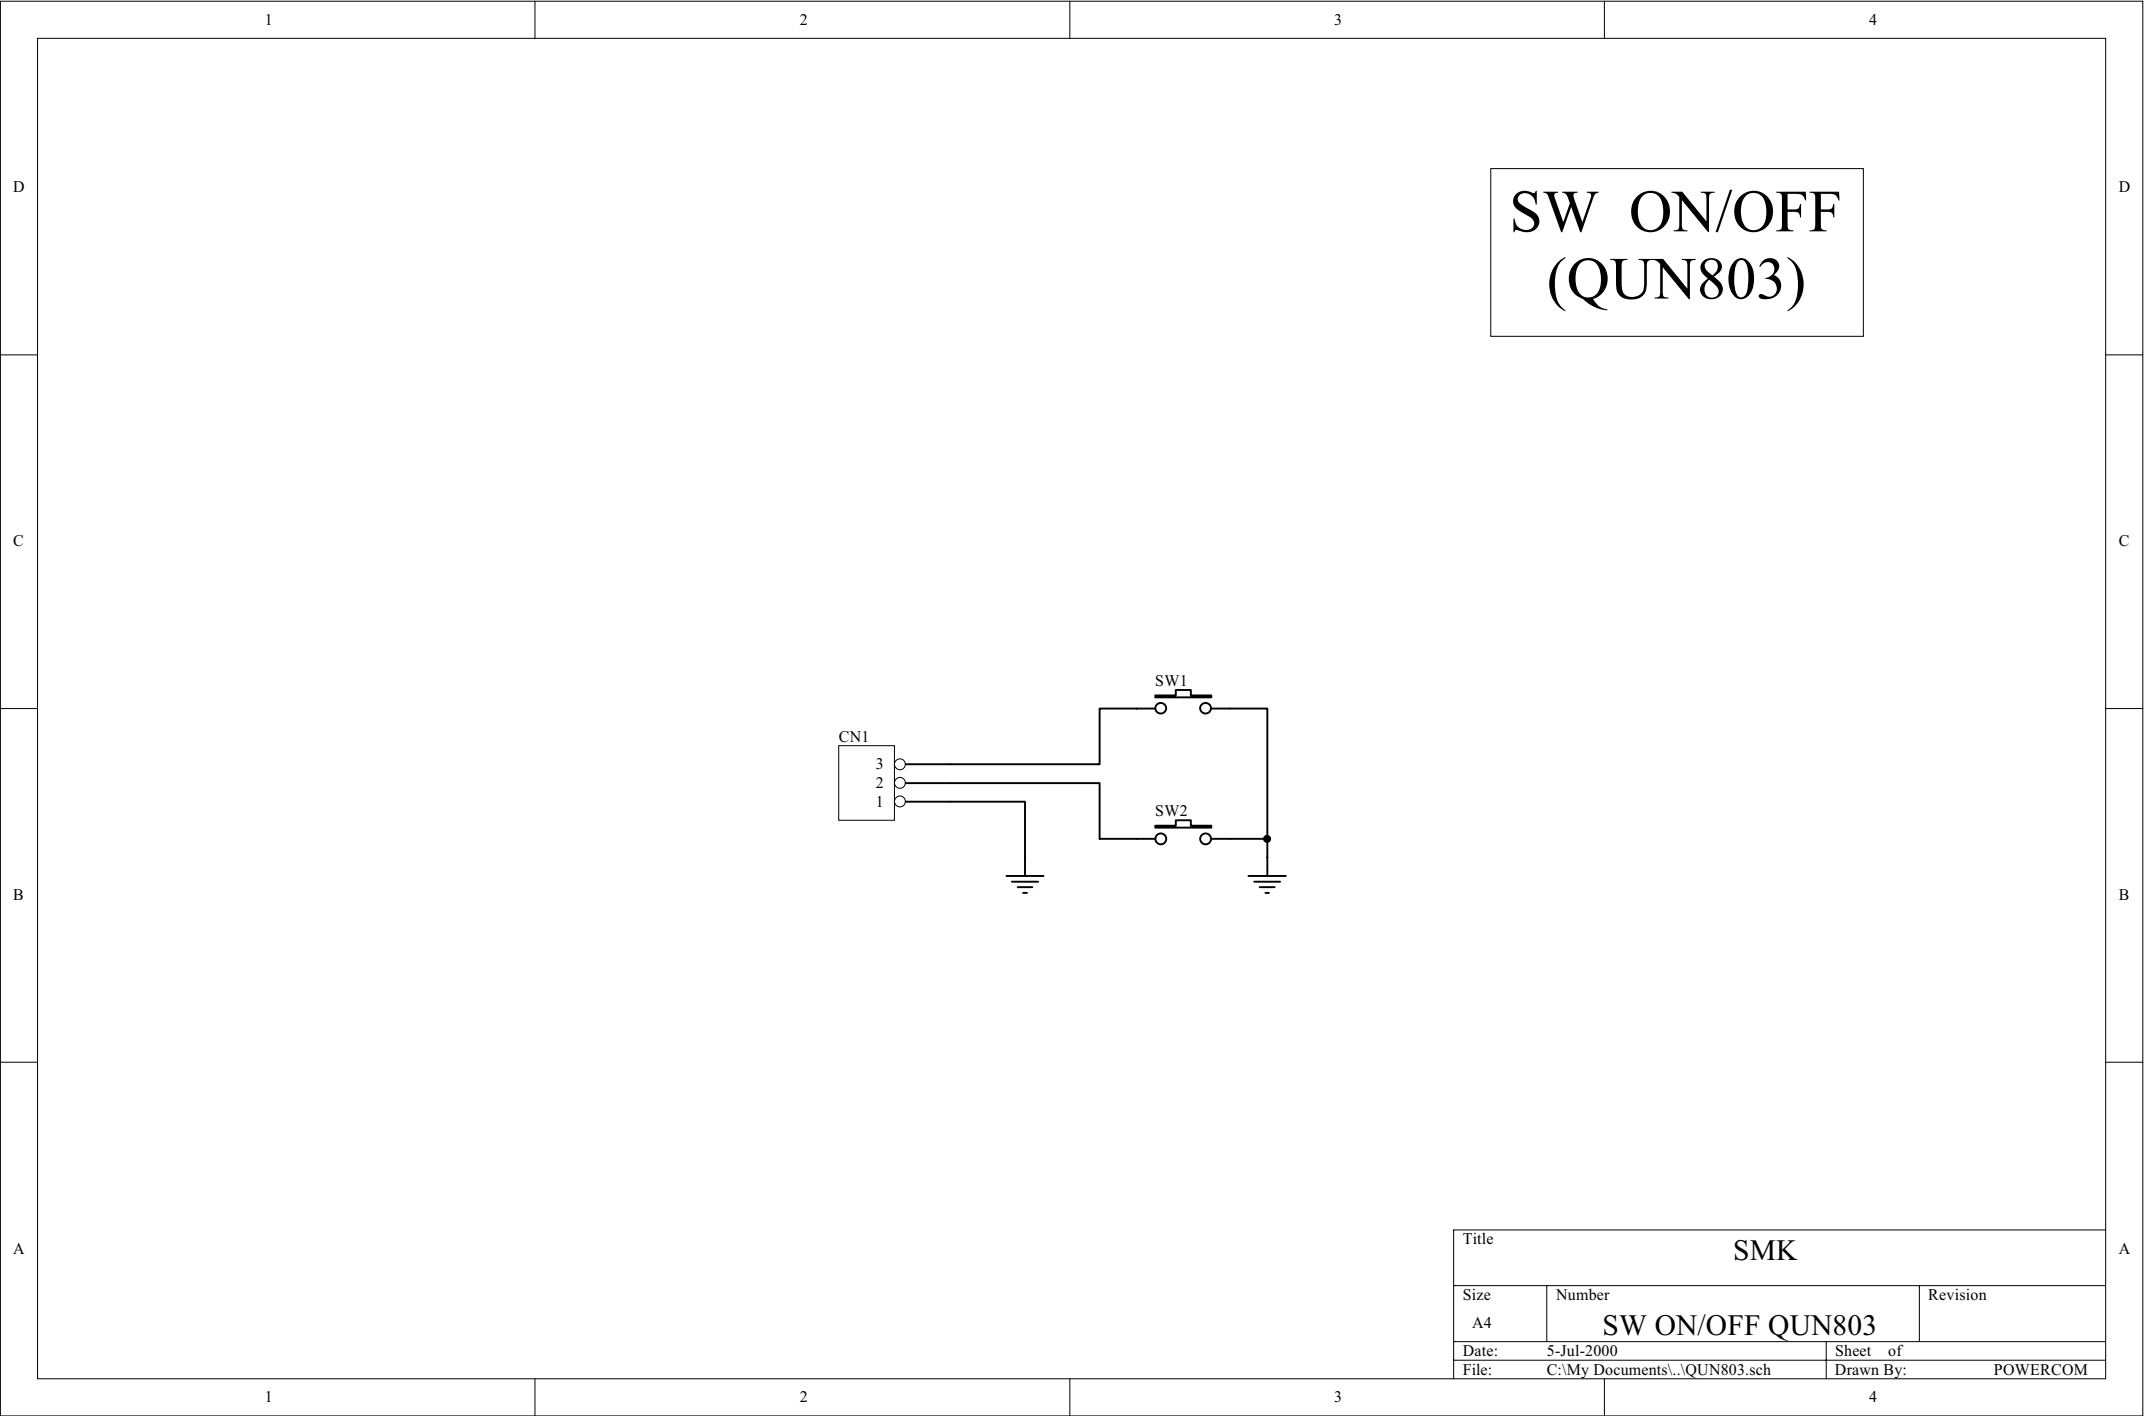 1 2 3 4
D D
SW ON/OFF
(QUN803)
C C
SW1
CN1
3
2
1
SW2
B B
A A
Title
SMK
Size Number Revision
A4 SW ON/OFF QUN803
Date: 5-Jul-2000 Sheet of
File: C:\My Documents\..\QUN803.sch Drawn By: POWERCOM
1 2 3 4